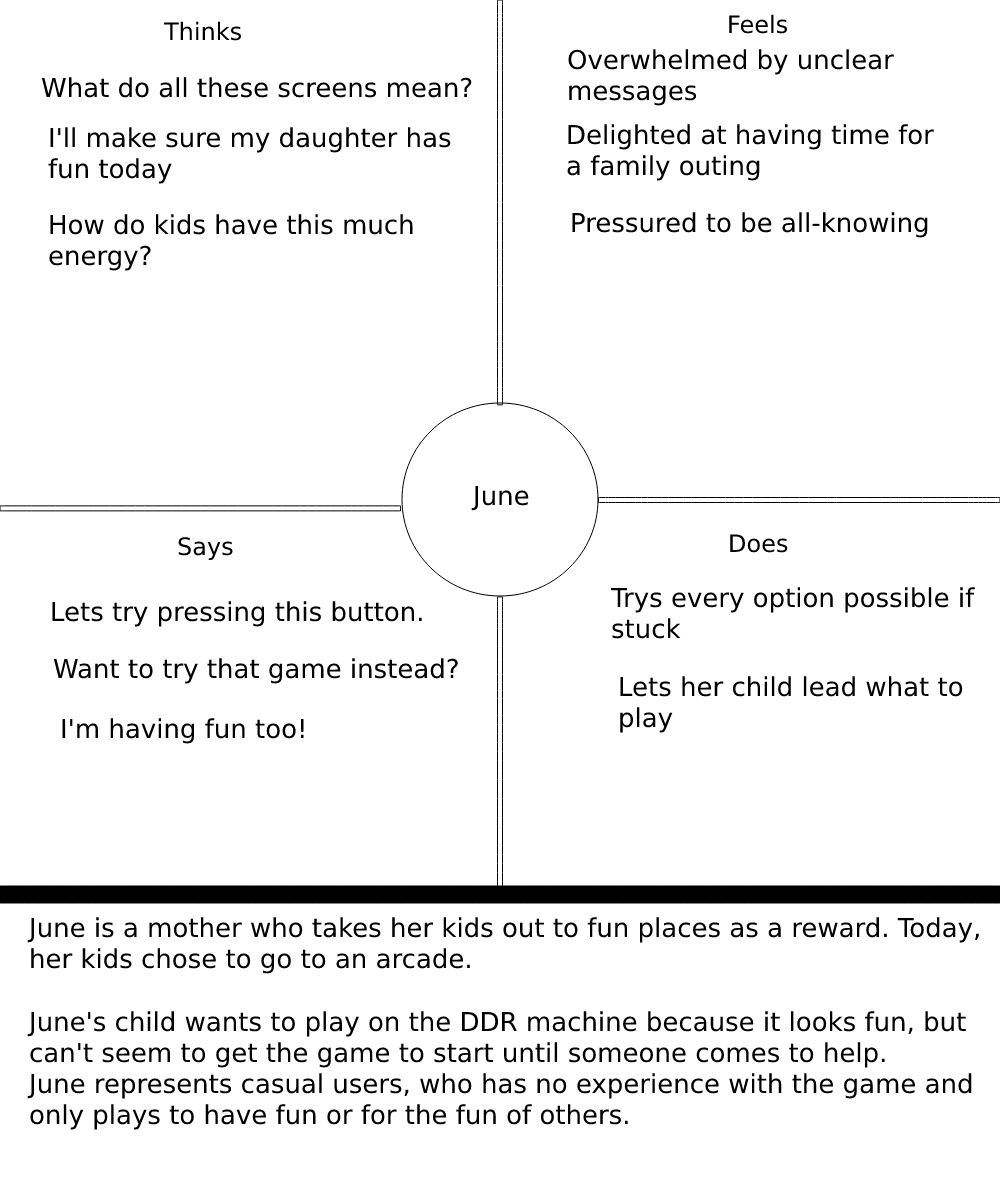 Thinks
What do all these screens mean?
I'll make sure my daughter has
fun today
How do kids have this much
energy?
Feels
Overwhelmed by unclear
messages
Delighted at having time for
a family outing
Pressured to be all-knowing
June
Says
Lets try pressing this button.
Want to try that game instead?
I'm having fun too!
Does
Trys every option possible if
stuck
Lets her child lead what to
play
June is a mother who takes her kids out to fun places as a reward. Today,
her kids chose to go to an arcade.
June's child wants to play on the DDR machine because it looks fun, but
can't seem to get the game to start until someone comes to help.
June represents casual users, who has no experience with the game and
only plays to have fun or for the fun of others.